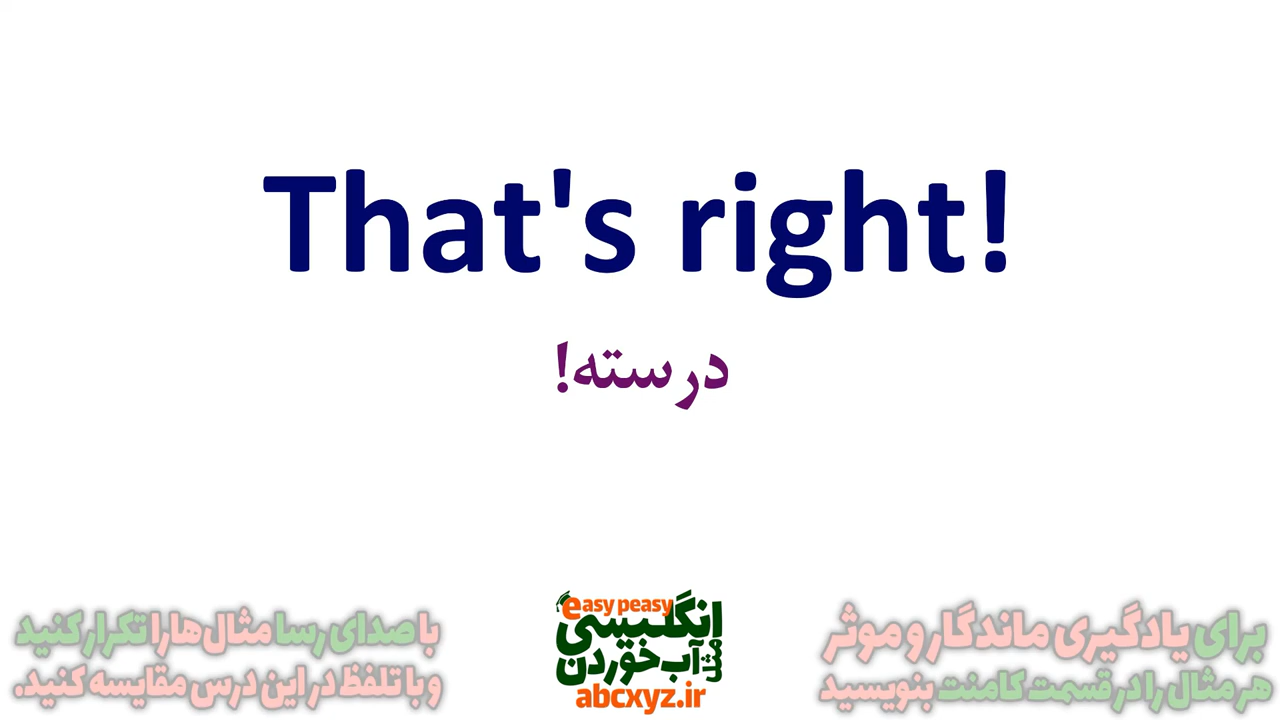 That's right!
درسته!
برای یادگیری ماندگار و موثر
هر مثال را در قسمت کامنت بنویسید
easy peasy
انگلیسی
مثل آب خوردن
abcxyz.ir
با صدای رسا مثال‌ها را تکرار کنید
و با تلفظ در این درس مقایسه کنید.